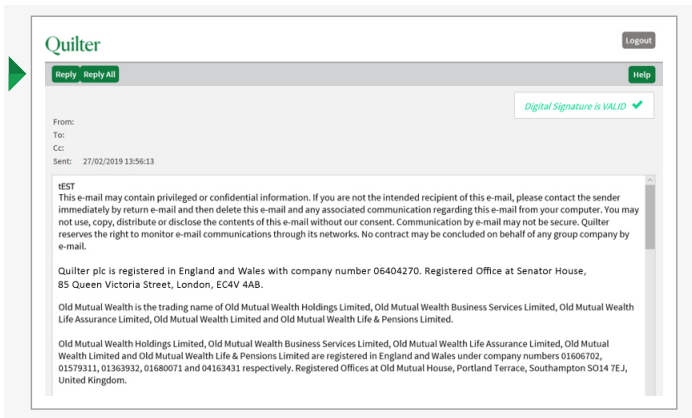 Quilter
Logout
Reply Reply All
Help
Digital Signature is VALID
From:
To:
Cc:
Sent: 27/02/2019 13:56:13
tEST
This e-mail may contain privileged or confidential information. If you are not the intended recipient of this e-mail, please contact the sender
immediately by return e-mail and then delete this e-mail and any associated communication regarding this e-mail from your computer. You may
not use, copy, distribute or disclose the contents of this e-mail without our consent. Communication by e-mail may not be secure. Quilter
reserves the right to monitor e-mail communications through its networks. No contract may be concluded on behalf of any group company by
e-mail.
Quilter plc is registered in England and Wales with company number 06404270. Registered Office at Senator House,
85 Queen Victoria Street, London, EC4V 4AB.
Old Mutual Wealth is the trading name of Old Mutual Wealth Holdings Limited, Old Mutual Wealth Business Services Limited, Old Mutual Wealth
Life Assurance Limited, Old Mutual Wealth Limited and Old Mutual Wealth Life & Pensions Limited.
Old Mutual Wealth Holdings Limited, Old Mutual Wealth Business Services Limited, Old Mutual Wealth Life Assurance Limited, Old Mutual
Wealth Limited and Old Mutual Wealth Life & Pensions Limited are registered in England and Wales under company numbers 01606702,
01579311, 01363932, 01680071 and 04163431 respectively. Registered Offices at Old Mutual House, Portland Terrace, Southampton SO14 7EJ,
United Kingdom.